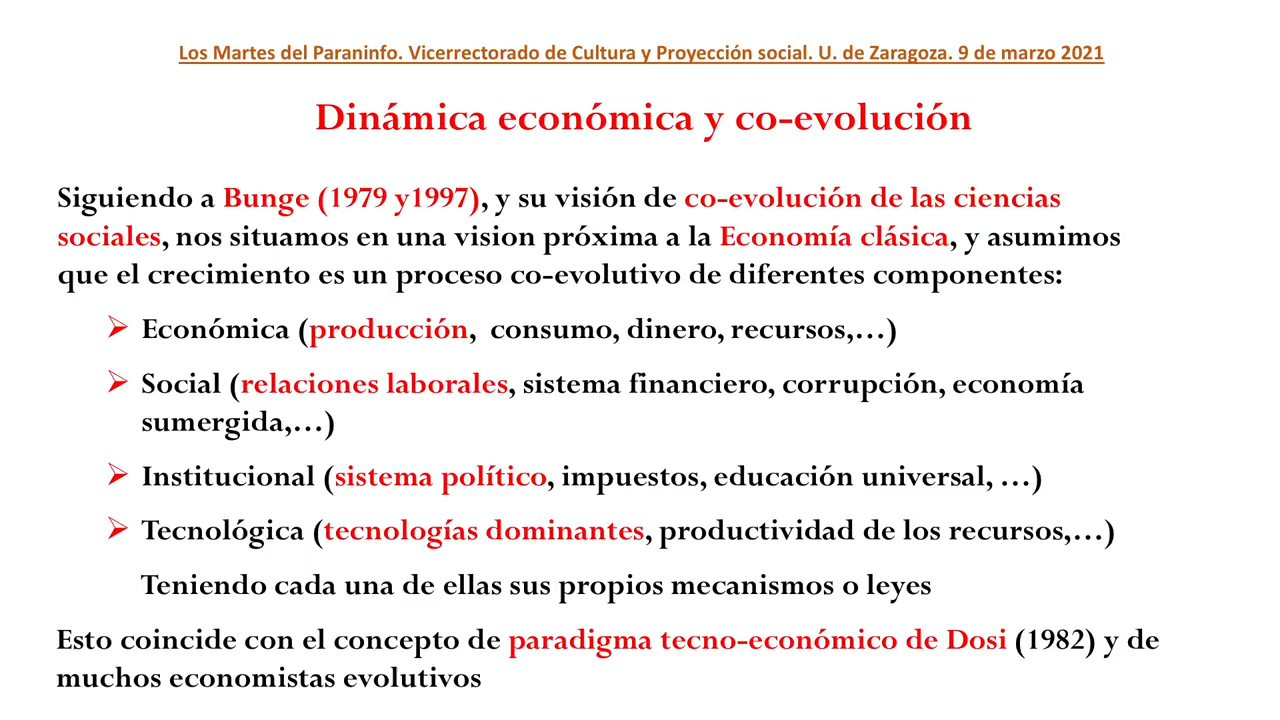 Los Martes del Paraninfo. Vicerrectorado de Cultura y Proyección social. U. de Zaragoza. 9 de marzo 2021
Dinámica económica y co-evolución
Siguiendo a Bunge (1979 y1997), y su visión de co-evolución de las ciencias
sociales, nos situamos en una vision próxima a la Economía clásica, y asumimos
que el crecimiento es un proceso co-evolutivo de diferentes componentes:
➢ Económica (producción, consumo, dinero, recursos,…)
➢ Social (relaciones laborales, sistema financiero, corrupción, economía
sumergida,…)
➢ Institucional (sistema político, impuestos, educación universal, …)
➢ Tecnológica (tecnologías dominantes, productividad de los recursos,…)
Teniendo cada una de ellas sus propios mecanismos o leyes
Esto coincide con el concepto de paradigma tecno-económico de Dosi (1982) y de
muchos economistas evolutivos